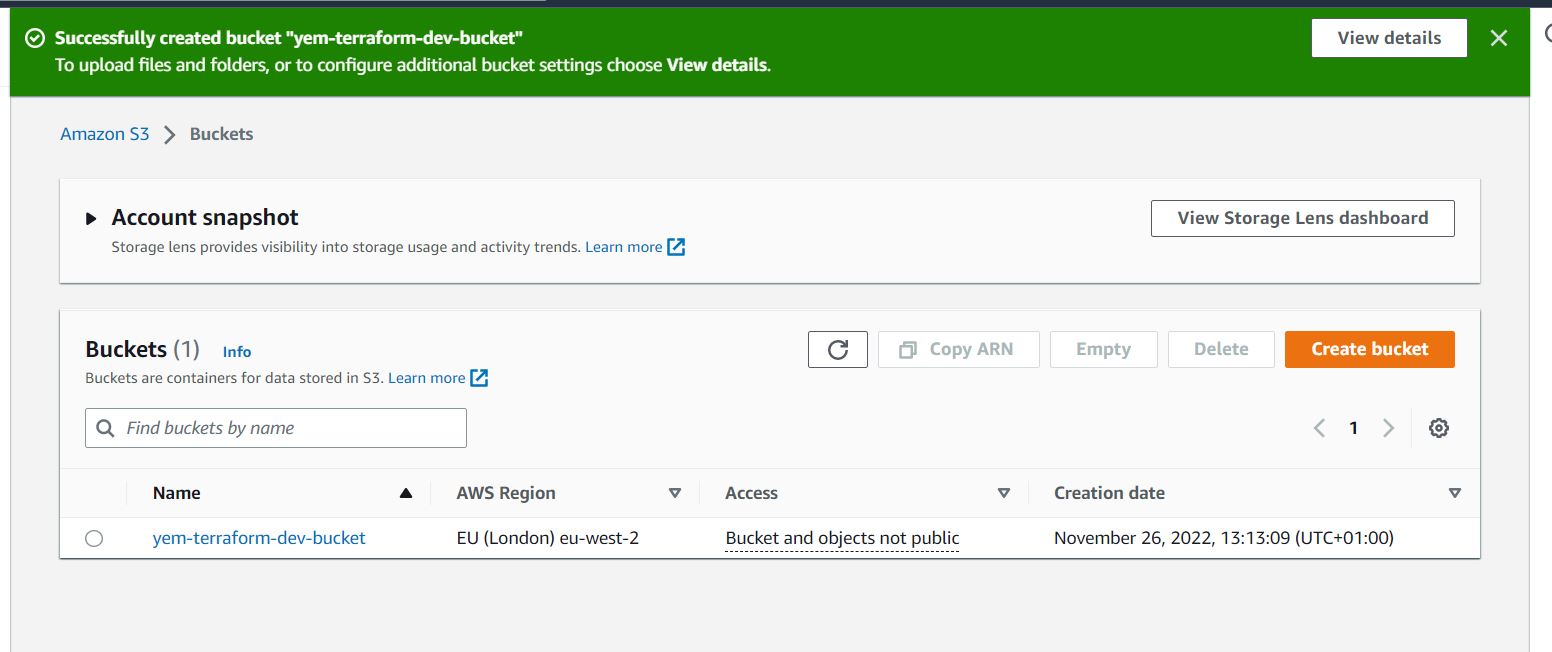 Successfully created bucket "yem-terraform-dev-bucket"
To upload files and folders, or to configure additional bucket settings choose View details.
View details
Amazon S3 Buckets
Account snapshot
Storage lens provides visibility into storage usage and activity trends. Learn more
View Storage Lens dashboard
Buckets (1) Info
Buckets are containers for data stored in S3. Learn more
Copy ARN Empty Delete Create bucket
Find buckets by name
1
Name AWS Region Access Creation date
yem-terraform-dev-bucket EU (London) eu-west-2 Bucket and objects not public November 26, 2022, 13:13:09 (UTC+01:00)